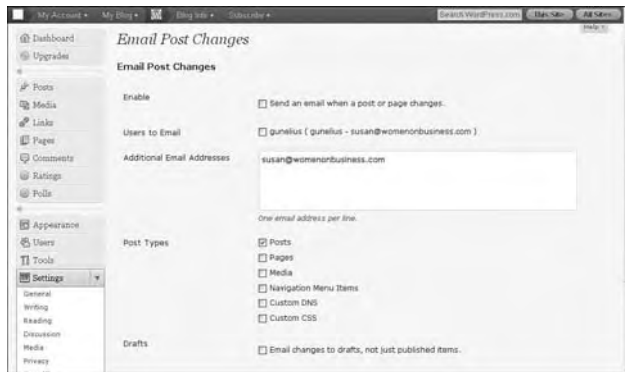 My Account
My Blog
Blog Info
Subscribe
Search WordPress.com
This Site
All Sites
Help
Dashboard
Upgrades
Posts
Media
Links
Pages
Comments
Ratings
Polls
Appearance
Users
Tools
Settings
General
Writing
Reading
Discussion
Media
Privacy
Email Post Changes
Email Post Changes
Enable
Send an email when a post or page changes.
Users to Email
gunelius ( gunelius - susan@womenonbusiness.com )
Additional Email Addresses
susan@womenonbusiness.com
One email address per line.
Post Types
Posts
Pages
Media
Navigation Menu Items
Custom DNS
Custom CSS
Drafts
Email changes to drafts, not just published items.